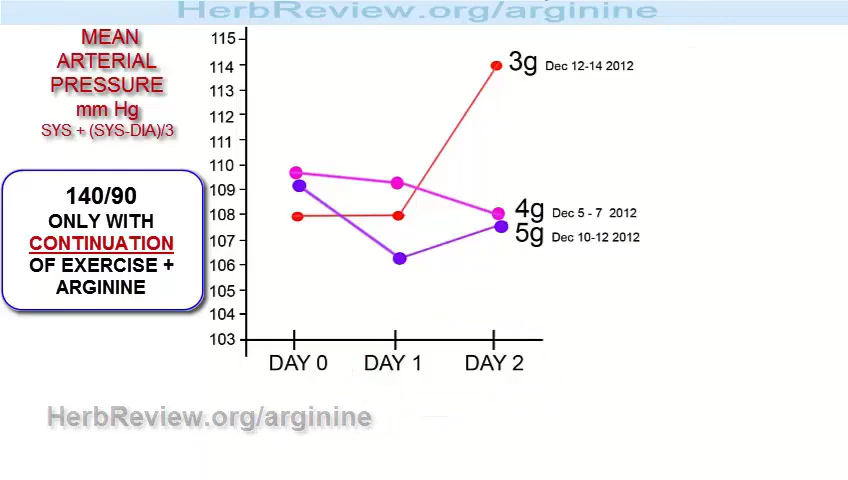 HerbReview.org/arginine
MEAN
ARTERIAL
PRESSURE
mm Hg
SYS + (SYS-DIA)/3
140/90
ONLY WITH
CONTINUATION
OF EXERCISE +
ARGININE
115
114
113
112
111
110
109
108
107
106
105
104
103
3g Dec 12-14 2012
4g Dec 5 - 7 2012
5g Dec 10-12 2012
DAY 0 DAY 1 DAY 2
HerbReview.org/arginine